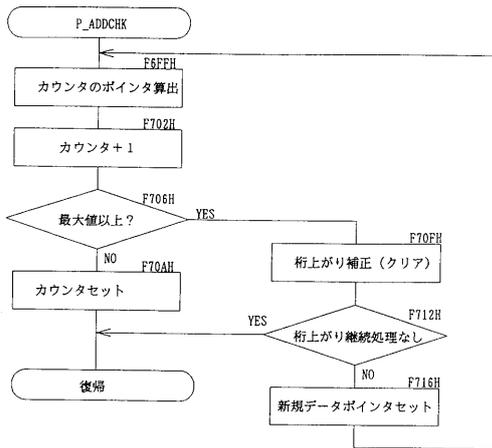 P_ADDCHK
F6FFH
カウンタのポインタ算出
F702H
カウンタ＋１
F706H
最大値以上？
YES
NO
F70AH
カウンタセット
F70FH
桁上がり補正（クリア）
F712H
YES
桁上がり継続処理なし
NO
F716H
復帰
新規データポインタセット